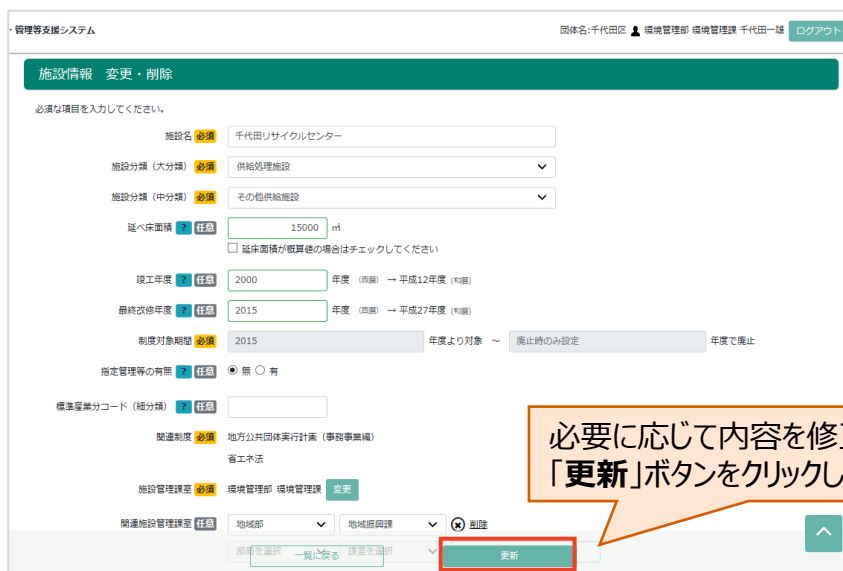 ・管理等支援システム
団体名:千代田区 環境管理部 環境管理課 千代田一雄 ログアウト
施設情報 変更・削除
必須な項目を入力してください。
施設名 必須 千代田リサイクルセンター
施設分類（大分類） 必須 供給処理施設
施設分類（中分類） 必須 その他供給施設
延べ床面積 ? 任意 15000 ㎡
延床面積が概算値の場合はチェックしてください
竣工年度 ? 任意 2000 年度 （西暦） → 平成12年度 (和暦)
最終改修年度 ? 任意 2015 年度 （西暦） → 平成27年度 (和暦)
制度対象期間 必須 2015 年度より対象 ～ 廃止時のみ設定 年度で廃止
指定管理等の有無 ? 任意 無 有
標準産業分コード（細分類） ? 任意
関連制度 必須 地方公共団体実行計画（事務事業編）
省エネ法
施設管理課室 必須 環境管理部 環境管理課 変更
関連施設管理課室 任意 地域部 地域振興課 削除
部局を選択 課室を選択
一覧に戻る 更新
必要に応じて内容を修
「更新」ボタンをクリックし